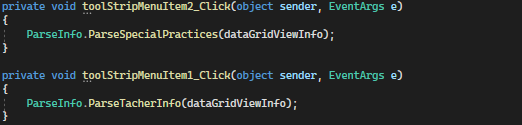 private void toolStripMenuItem2_Click(object sender, EventArgs e)
{
ParseInfo.ParseSpecialPractices(dataGridViewInfo);
}
private void toolStripMenuItem1_Click(object sender, EventArgs e)
{
ParseInfo.ParseTacherInfo(dataGridViewInfo);
}